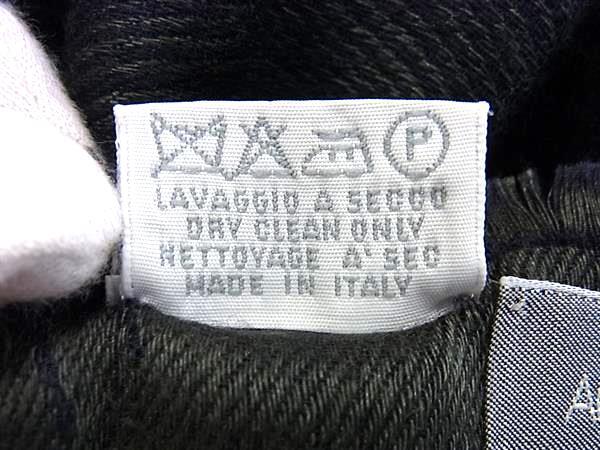 P
LAVAGGIO A SECCO
DRY CLEAN ONLY
NETTOYAGE A' SEC
MADE IN ITALY
A